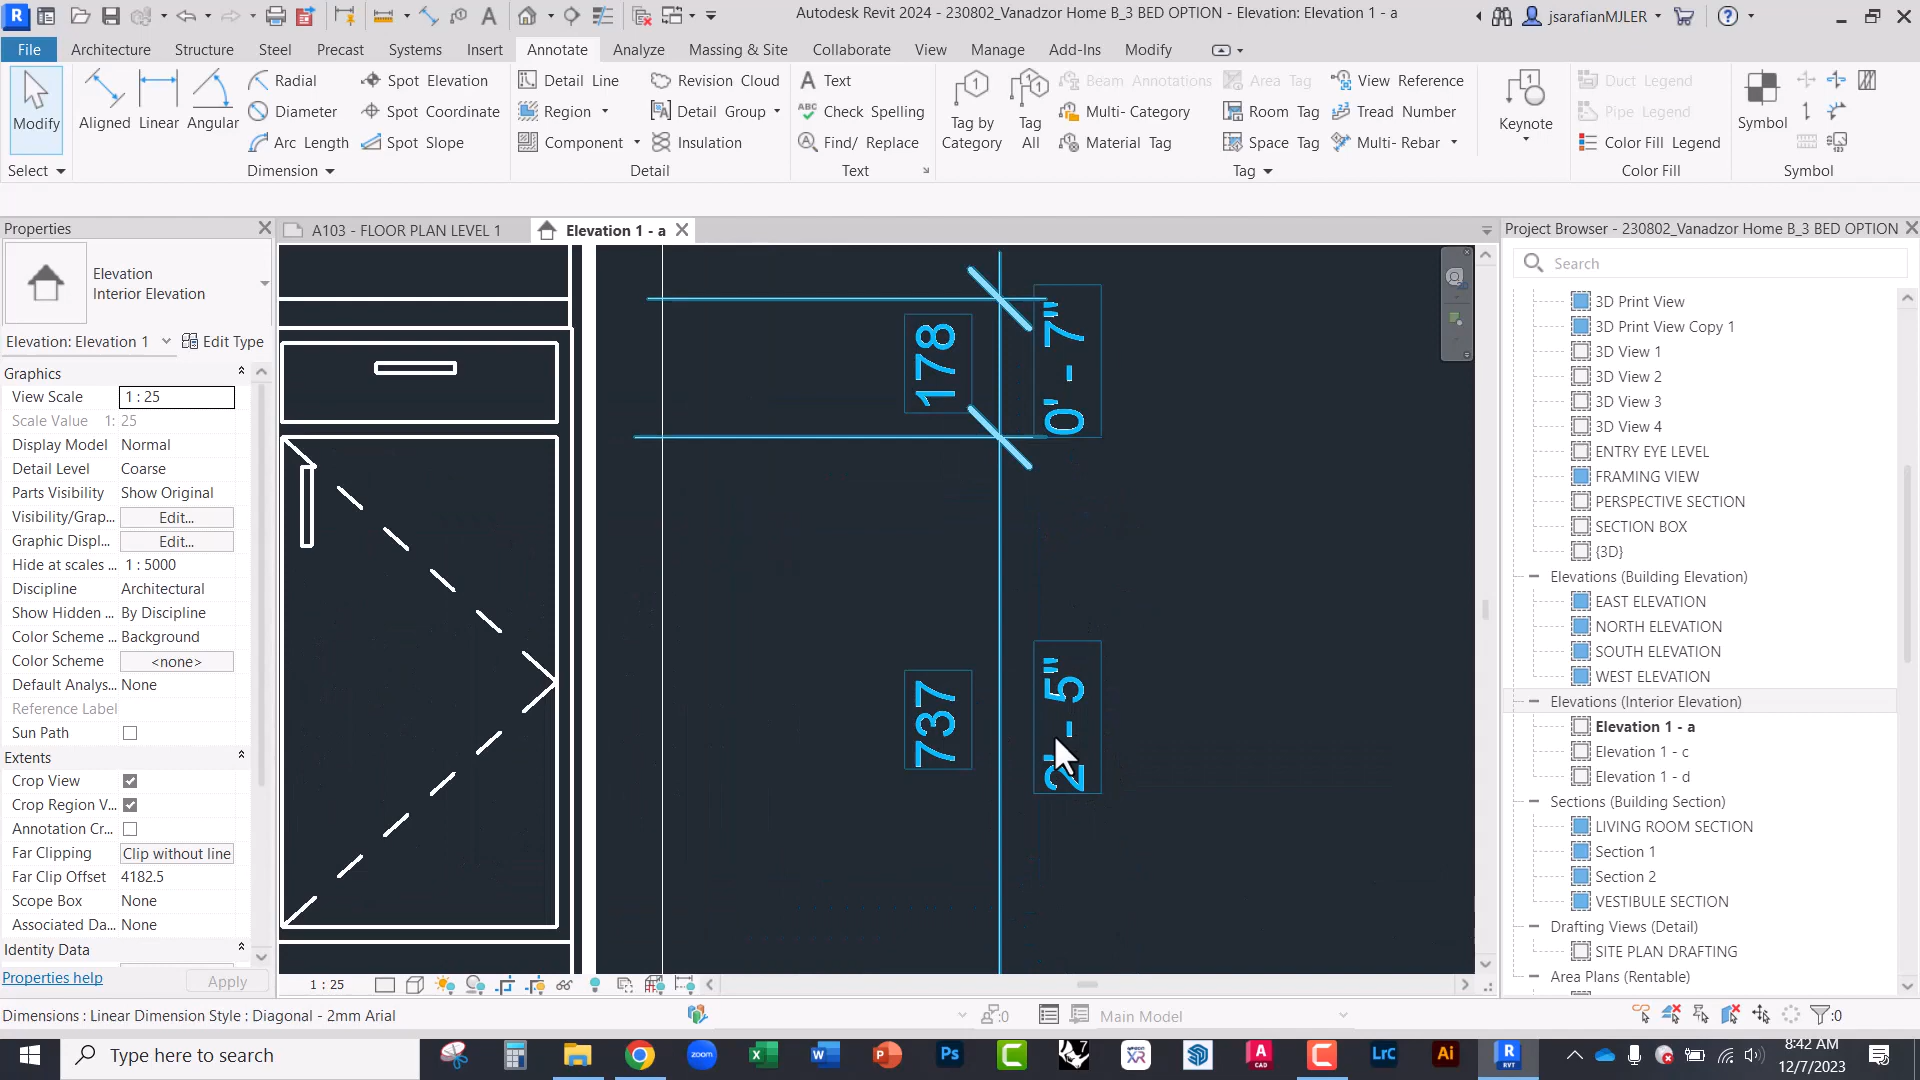 Autodesk Revit 2024 - 230802_Vanadzor Home B_3 BED OPTION - Elevation: Elevation 1 - a
jsarafianMJLER
File
Architecture
Structure
Steel
Precast
Systems
Insert
Annotate
Analyze
Massing & Site
Collaborate
View
Manage
Add-Ins
Modify
Modify
Select
Aligned
Linear
Angular
Radial
Diameter
Arc Length
Spot Elevation
Spot Coordinate
Spot Slope
Dimension
Detail Line
Region
Component
Revision Cloud
Detail Group
Insulation
Detail
Text
Check Spelling
Find/ Replace
Text
Tag by
Category
Tag
All
Beam Annotations
Multi- Category
Material Tag
Area Tag
Room Tag
Space Tag
View Reference
Tread Number
Multi- Rebar
Tag
Keynote
Duct Legend
Pipe Legend
Color Fill Legend
Color Fill
Symbol
Symbol
Properties
Elevation
Interior Elevation
Elevation: Elevation 1
Edit Type
Graphics
View Scale 1 : 25
Scale Value 1: 25
Display Model Normal
Detail Level Coarse
Parts Visibility Show Original
Visibility/Grap... Edit...
Graphic Displ... Edit...
Hide at scales ... 1 : 5000
Discipline Architectural
Show Hidden ... By Discipline
Color Scheme ... Background
Color Scheme <none>
Default Analys... None
Reference Label
Sun Path
Extents
Crop View
Crop Region V...
Annotation Cr...
Far Clipping Clip without line
Far Clip Offset 4182.5
Scope Box None
Associated Da... None
Identity Data
Properties help
Apply
A103 - FLOOR PLAN LEVEL 1
Elevation 1 - a
178
0' - 7"
737
2' - 5"
1 : 25
Project Browser - 230802_Vanadzor Home B_3 BED OPTION
Search
3D Print View
3D Print View Copy 1
3D View 1
3D View 2
3D View 3
3D View 4
ENTRY EYE LEVEL
FRAMING VIEW
PERSPECTIVE SECTION
SECTION BOX
{3D}
Elevations (Building Elevation)
EAST ELEVATION
NORTH ELEVATION
SOUTH ELEVATION
WEST ELEVATION
Elevations (Interior Elevation)
Elevation 1 - a
Elevation 1 - c
Elevation 1 - d
Sections (Building Section)
LIVING ROOM SECTION
Section 1
Section 2
VESTIBULE SECTION
Drafting Views (Detail)
SITE PLAN DRAFTING
Area Plans (Rentable)
Dimensions : Linear Dimension Style : Diagonal - 2mm Arial
:0
Main Model
:0
Type here to search
8:42 AM
12/7/2023